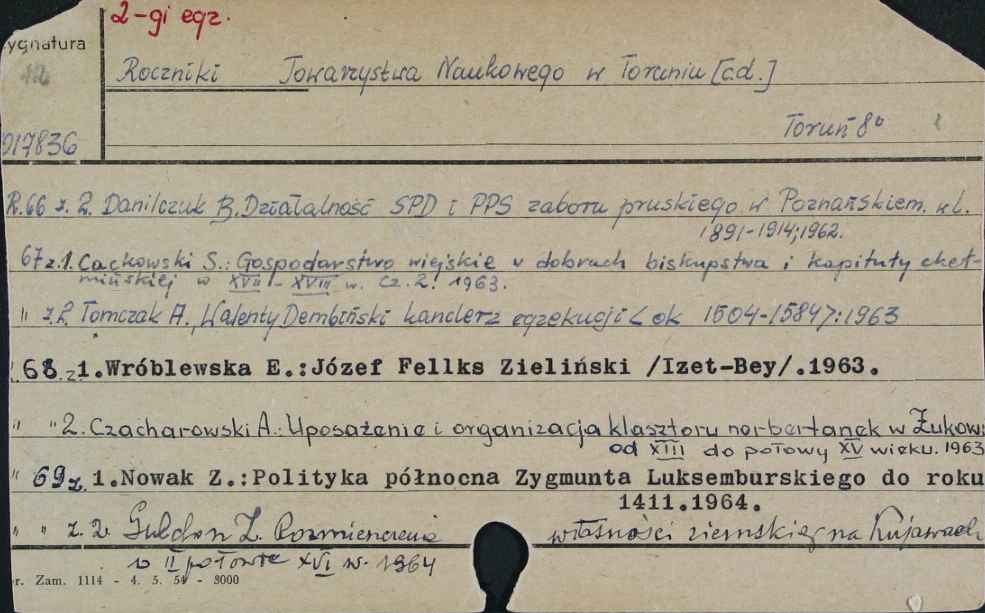 2-gi egz.
ygnatura
12
Roczniki Towarzystwa Naukowego w Toruniu [c.d.]
Toruń 8°
017836
R.66 z. 2. Danilczuk B. Działalność SPD i PPS zaboru pruskiego w Poznańskiem. w l.
1891-1914; 1962.
67 z.1. Cackowski S.: Gospodarstwo wiejskie w dobrach biskupstwa i kapituły cheł-
mińskiej w XVII - XVIII w. cz. 2. 1963.
" z.2 Tomczak A., Walenty Dembiński kanclerz egzekucji < ok 1504-1584>: 1963
" 68 z 1. Wróblewska E.:Józef Fellks Zieliński /Izet-Bey/.1963.
" " 2. Czacharowski A.: Uposażenie i organizacja klasztoru norbertanek w Żukowi
od XIII do połowy XV wieku. 1963
" 69 z. 1. Nowak Z.:Polityka północna Zygmunta Luksemburskiego do roku
1411.1964.
" " z. 2. Guldon Z. Rozmieszczenie własności ziemskiej na Kujawach
w II połowie XVI w. 1964
r. Zam. 1114 - 4. 5. 54 - 3000